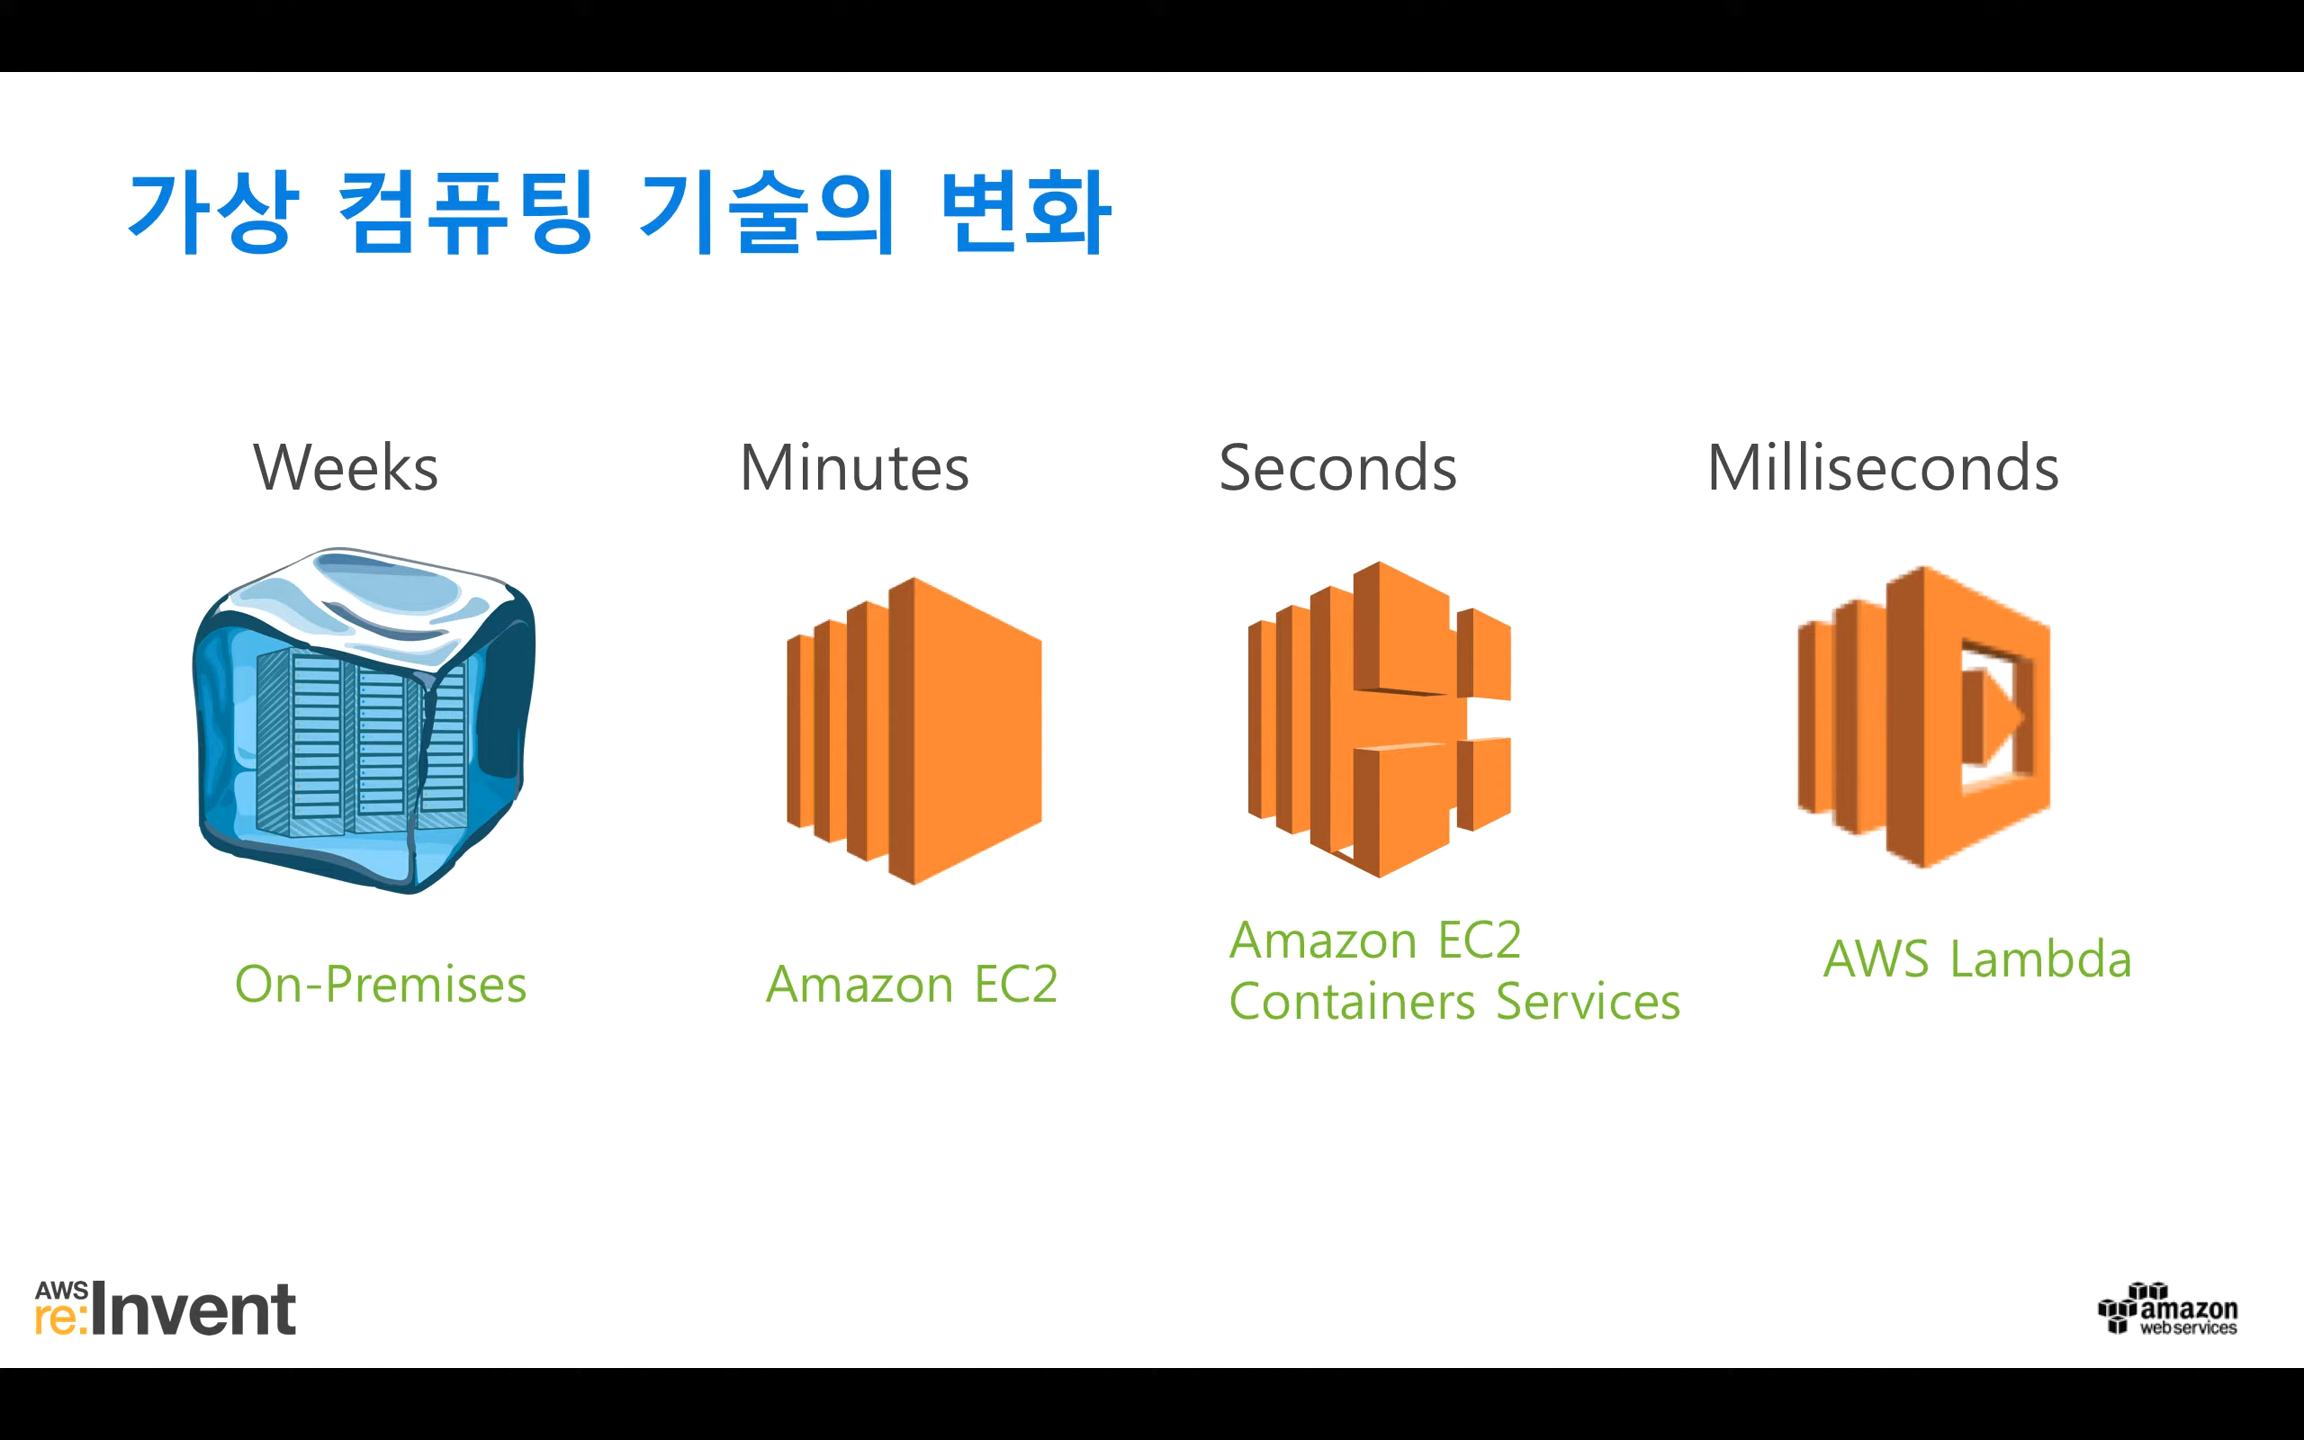 가상 컴퓨팅 기술의 변화
Weeks
Minutes
Seconds
Milliseconds
On-Premises
Amazon EC2
Amazon EC2
Containers Services
AWS Lambda
AWS
re:Invent
amazon
webservices